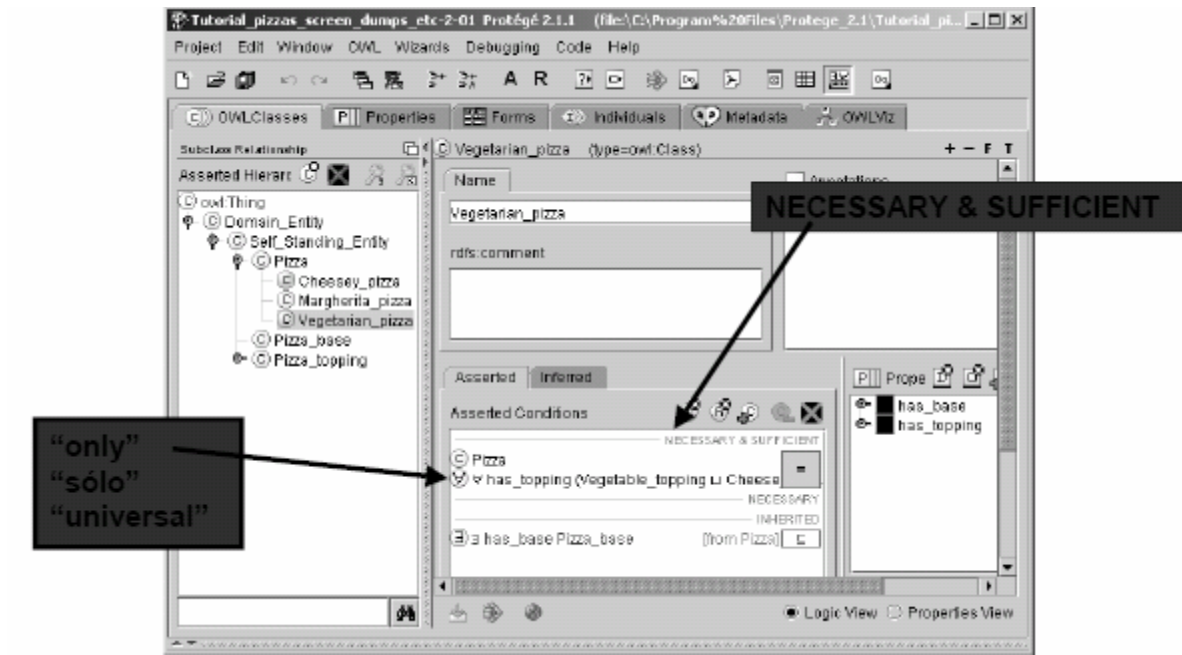 Tutorial_pizzas_screen_dumps_etc-2-01 Protégé 2.1.1 (file:\C:\Program%20Files\Protege_2.1\Tutorial_pi...
Project Edit Window OWL Wizards Debugging Code Help
A R
OWLClasses Properties Forms Individuals Metadata OWLViz
Subclass Relationship
Vegetarian_pizza (type=owl:Class)
+ − F T
Asserted Hierarc
Name
NECESSARY & SUFFICIENT
owl:Thing
Domain_Entity
Self_Standing_Entity
Pizza
Cheesey_pizza
Margherita_pizza
Vegetarian_pizza
Pizza_base
Pizza_topping
Vegetarian_pizza
rdfs:comment
Asserted Inferred
Asserted Conditions
NECESSARY & SUFFICIENT
Pizza
∀ has_topping (Vegetable_topping ⊔ Cheese
=
NECESSARY
INHERITED
∃ has_base Pizza_base [from Pizza] ⊑
Prope
has_base
has_topping
"only"
"sólo"
"universal"
Logic View Properties View